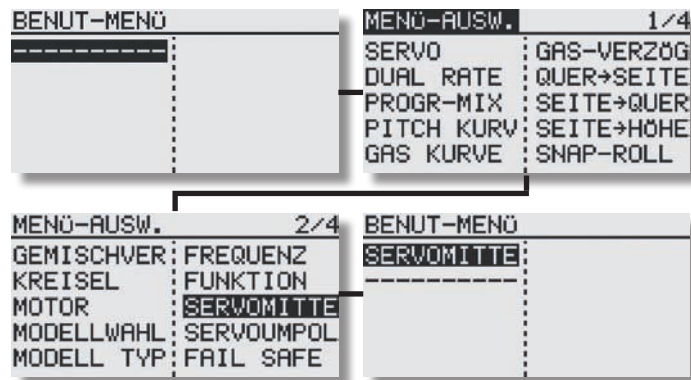 BENUT-MENÜ
----------
MENÜ-AUSW. 1/4
SERVO GAS-VERZÖG
DUAL RATE QUER→SEITE
PROGR-MIX SEITE→QUER
PITCH KURV SEITE→HÖHE
GAS KURVE SNAP-ROLL
MENÜ-AUSW. 2/4
GEMISCHVER FREQUENZ
KREISEL FUNKTION
MOTOR SERVOMITTE
MODELLWAHL SERVOUMPOL
MODELL TYP FAIL SAFE
BENUT-MENÜ
SERVOMITTE
----------